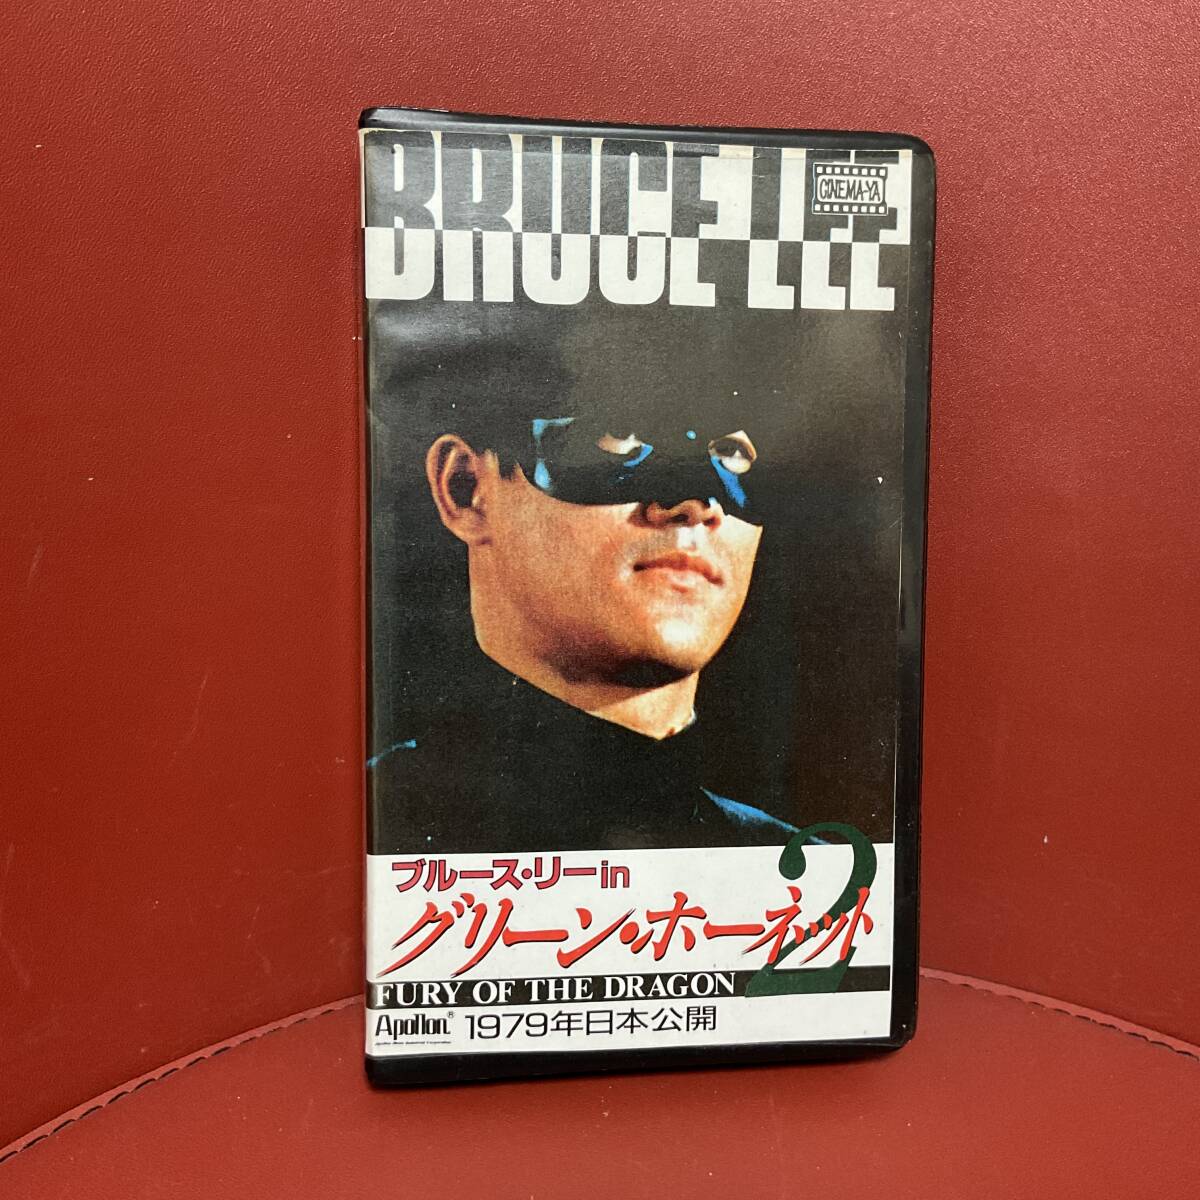 BRUCE LEE
CINEMA-YA
ブルース・リーin
グリーン・ホーネット2
FURY OF THE DRAGON
Apollon®
1979年日本公開